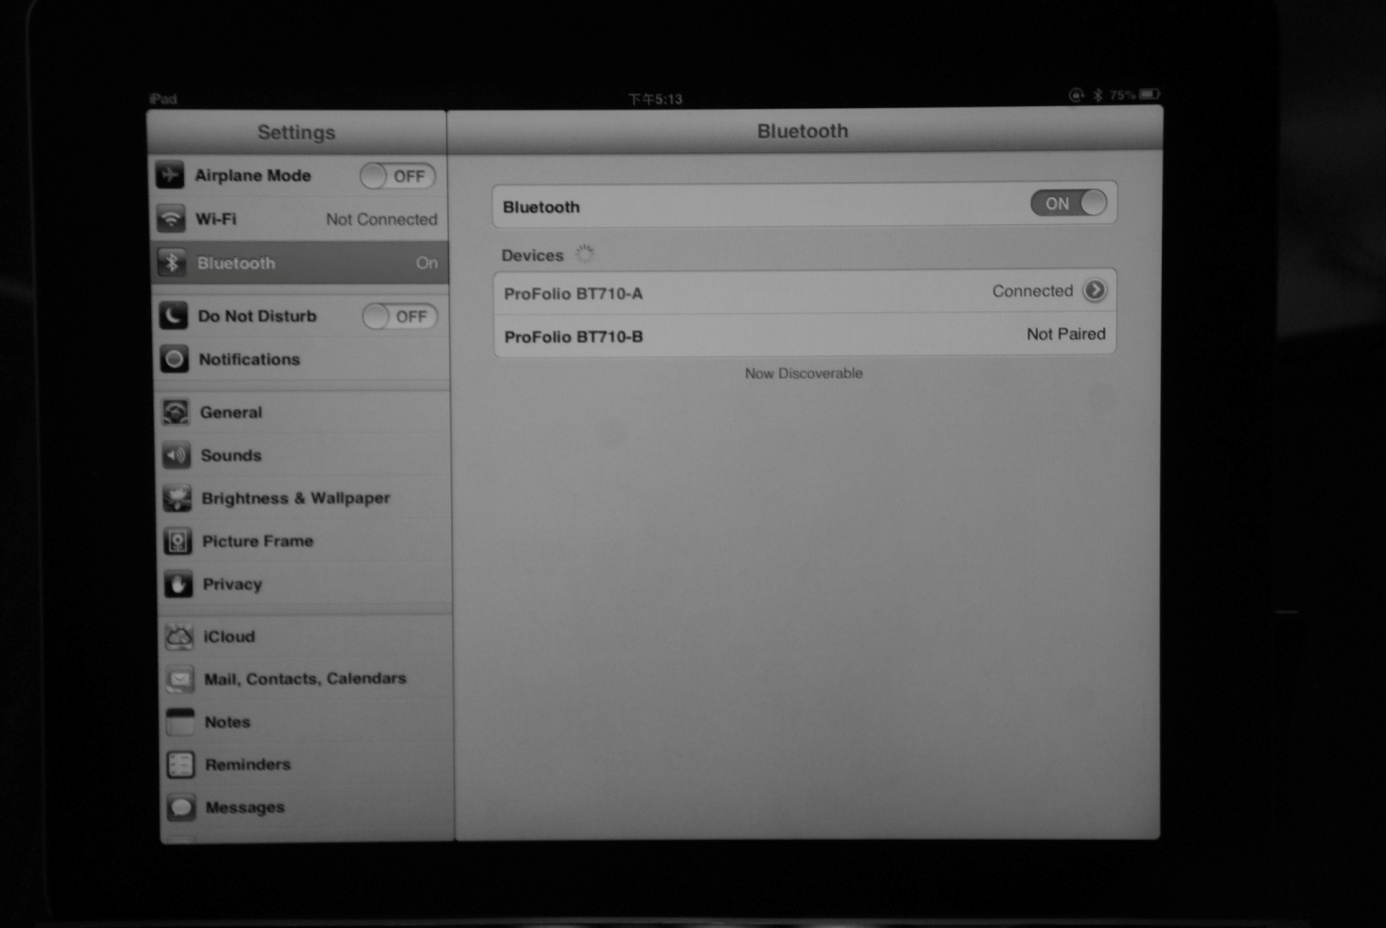 iPad 下午5:13 75%
Settings
Airplane Mode OFF
Wi-Fi Not Connected
Bluetooth On
Do Not Disturb OFF
Notifications
General
Sounds
Brightness & Wallpaper
Picture Frame
Privacy
iCloud
Mail, Contacts, Calendars
Notes
Reminders
Messages
Bluetooth
Bluetooth ON
Devices
ProFolio BT710-A Connected
ProFolio BT710-B Not Paired
Now Discoverable